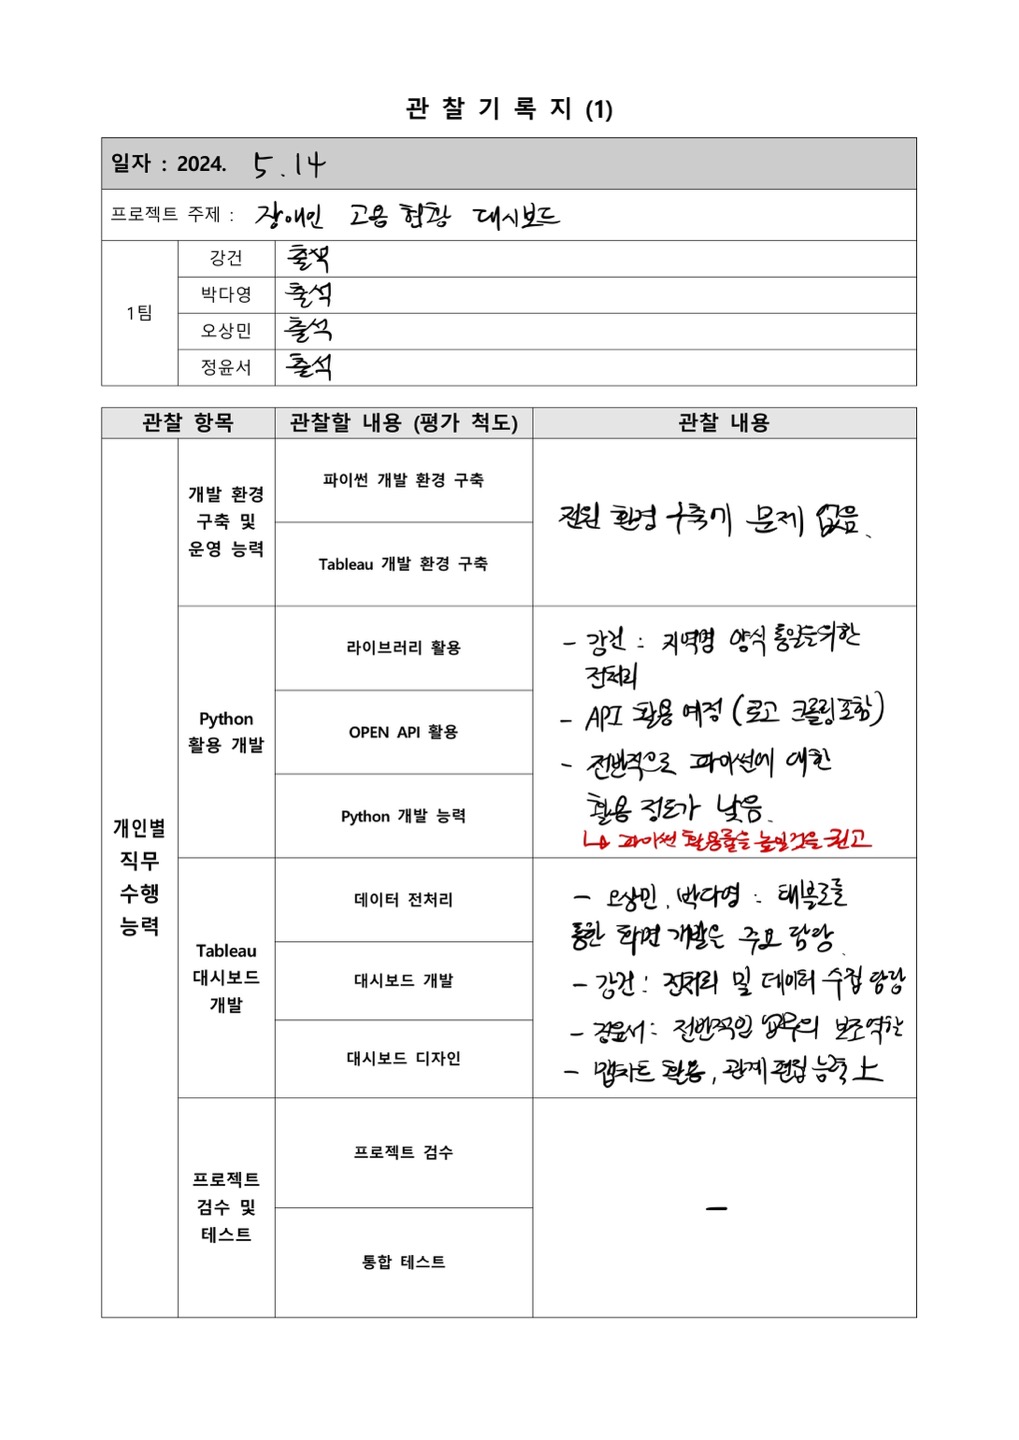 관 찰 기 록 지 (1)
일자 : 2024. 5.14
프로젝트 주제 : 장애인 고용 현황 대시보드
1팀
강건 출석
박다영 출석
오상민 출석
정윤서 출석
관찰 항목 관찰할 내용 (평가 척도) 관찰 내용
개인별
직무
수행
능력
개발 환경
구축 및
운영 능력
파이썬 개발 환경 구축
Tableau 개발 환경 구축
전원 환경 구축에 문제 없음.
Python
활용 개발
라이브러리 활용
OPEN API 활용
Python 개발 능력
- 강건 : 지역명 양식 통일을 위한
전처리
- API 활용 예정 (로고 크롤링 포함)
- 전반적으로 파이썬에 대한
활용 정도가 낮음.
↳ 파이썬 활용률을 높일것을 권고
Tableau
대시보드
개발
데이터 전처리
대시보드 개발
대시보드 디자인
- 오상민, 박다영 : 태블로를
통한 화면 개발은 주로 담당.
- 강건 : 전처리 및 데이터 수집 담당
- 정윤서 : 전반적인 업무의 보조역할
- 맵차트 활용, 관계 편집 능력 上
프로젝트
검수 및
테스트
프로젝트 검수
통합 테스트
-